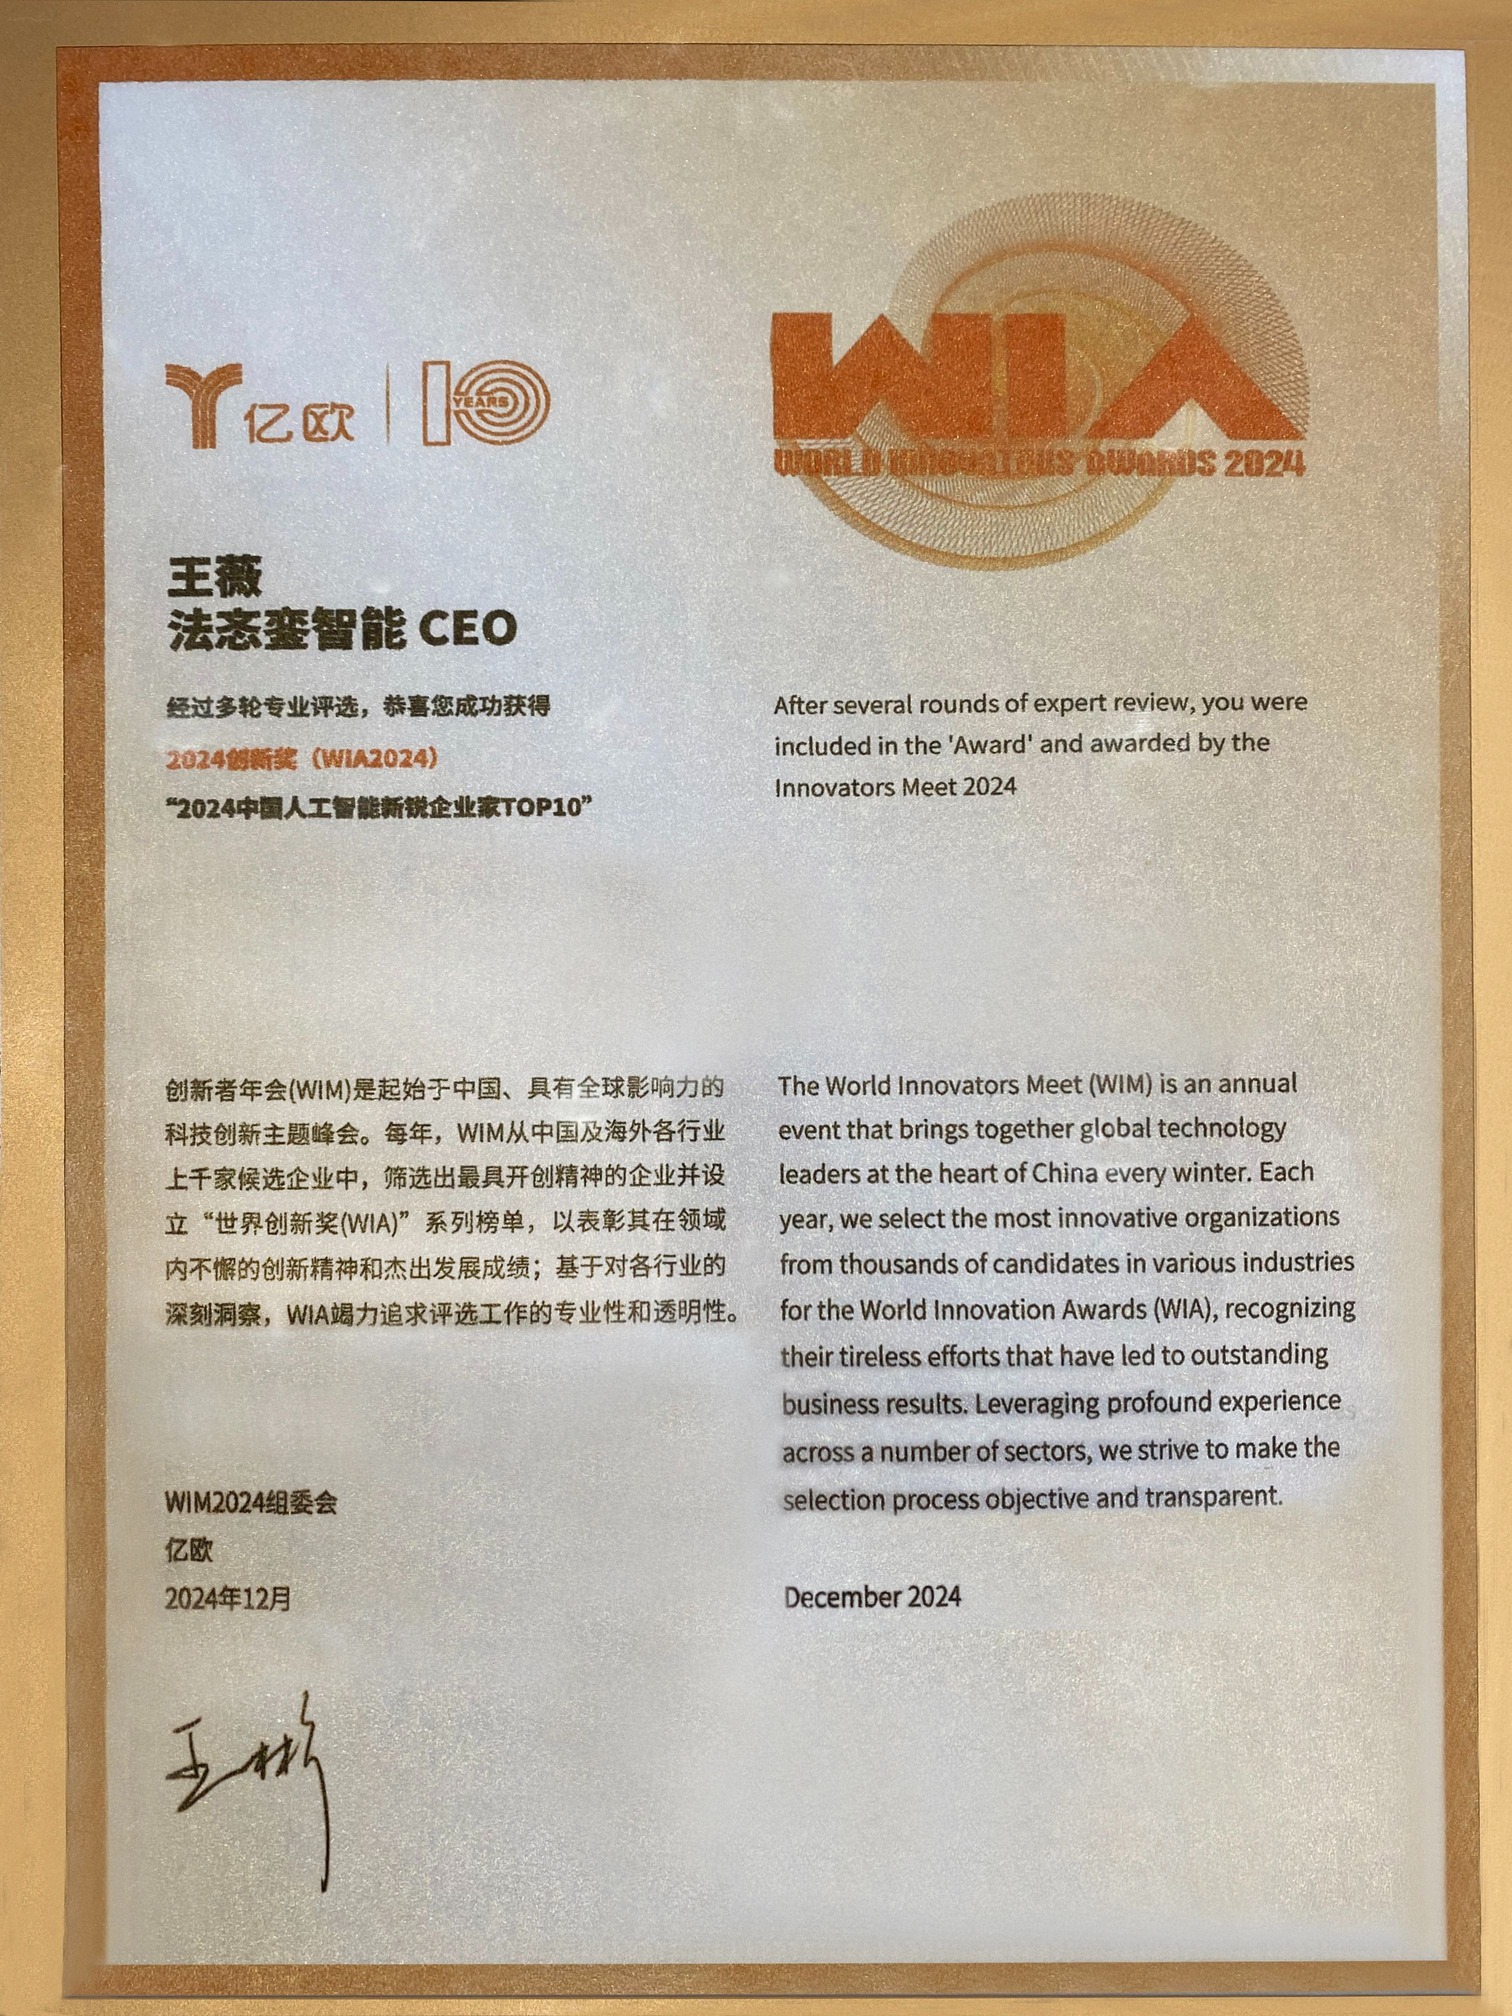 亿欧
10
YEARS
WIA
WORLD INNOVATORS AWARDS 2024
王薇
智能 CEO
经过多轮专业评选，恭喜您成功获得
2024创新奖（WIA2024）
“2024中国人工智能新锐企业家TOP10”
After several rounds of expert review, you were
included in the 'Award' and awarded by the
Innovators Meet 2024
创新者年会(WIM)是起始于中国、具有全球影响力的
科技创新主题峰会。每年，WIM从中国及海外各行业
上千家候选企业中，筛选出最具开创精神的企业并设
立“世界创新奖(WIA)”系列榜单，以表彰其在领域
内不懈的创新精神和杰出发展成绩；基于对各行业的
深刻洞察，WIA竭力追求评选工作的专业性和透明性。
The World Innovators Meet (WIM) is an annual
event that brings together global technology
leaders at the heart of China every winter. Each
year, we select the most innovative organizations
from thousands of candidates in various industries
for the World Innovation Awards (WIA), recognizing
their tireless efforts that have led to outstanding
business results. Leveraging profound experience
across a number of sectors, we strive to make the
selection process objective and transparent.
WIM2024组委会
亿欧
2024年12月
December 2024
王彬